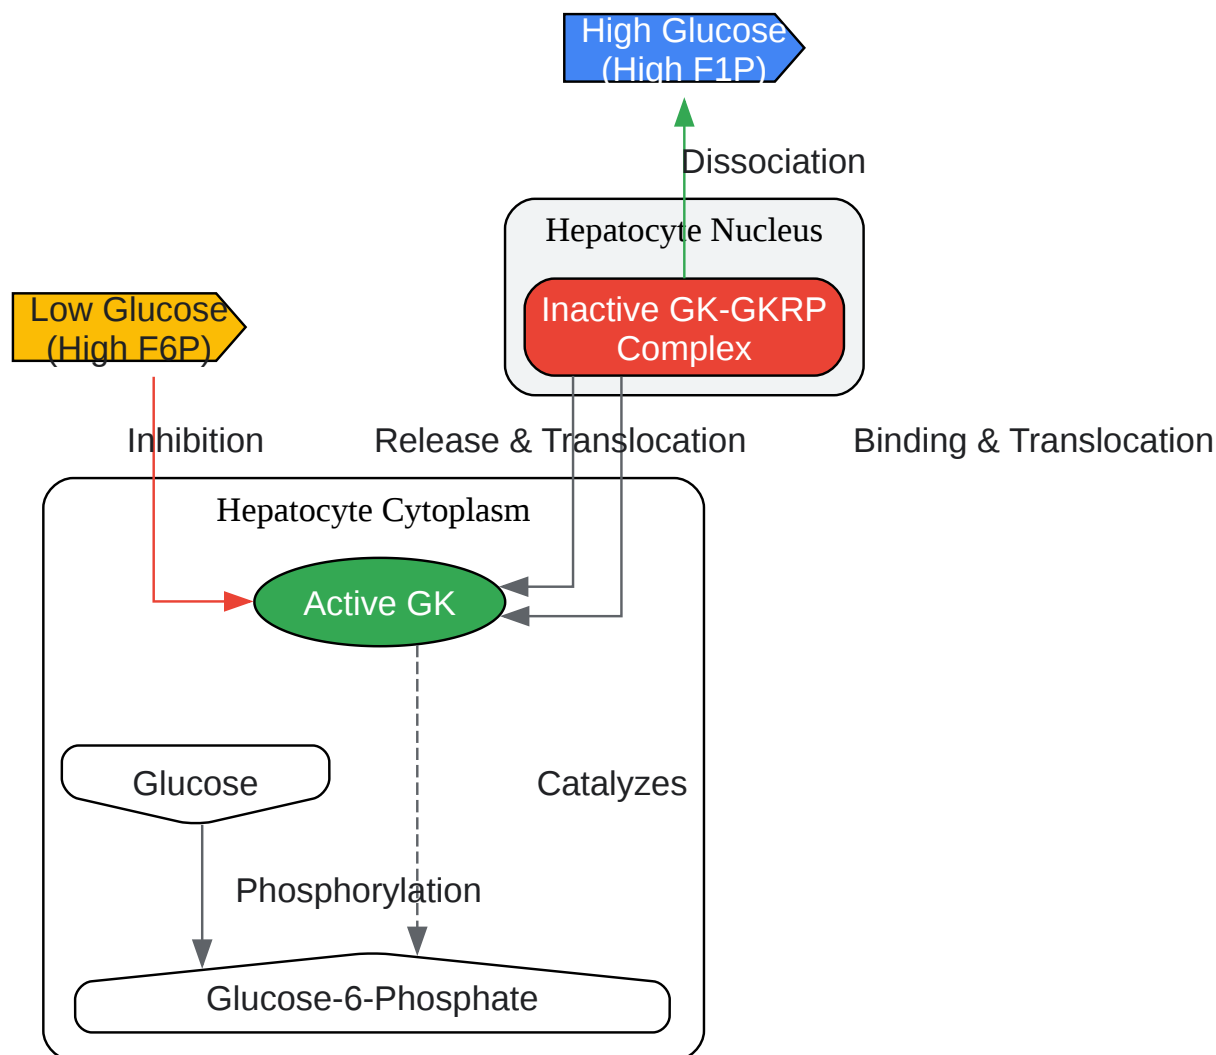 High Glucose
(High F1P)
Dissociation
Hepatocyte Nucleus
Inactive GK-GKRP
Complex
Low Glucose
(High F6P)
Inhibition
Release & Translocation
Binding & Translocation
Hepatocyte Cytoplasm
Active GK
Glucose
Catalyzes
Phosphorylation
Glucose-6-Phosphate